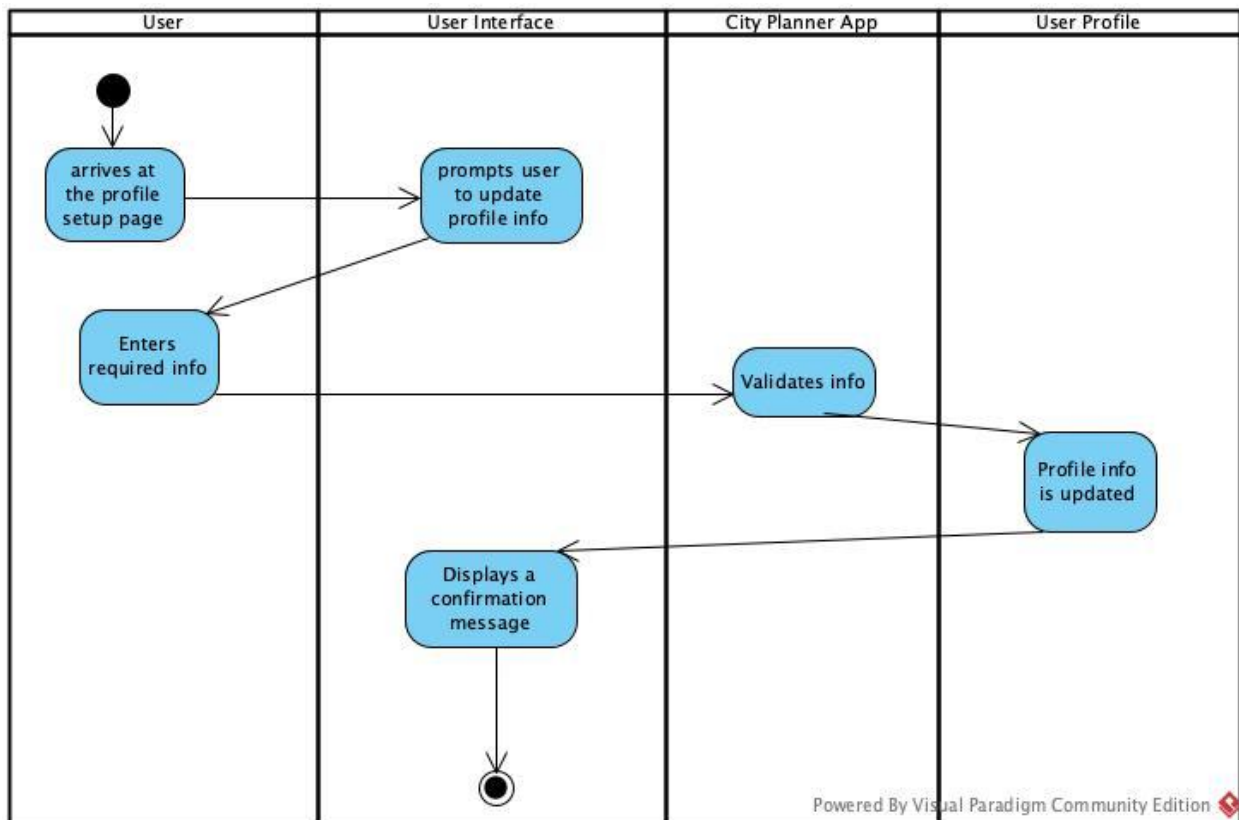 User
User Interface
City Planner App
User Profile
arrives at
the profile
setup page
prompts user
to update
profile info
Enters
required info
Validates info
Profile info
is updated
Displays a
confirmation
message
Powered By Visual Paradigm Community Edition